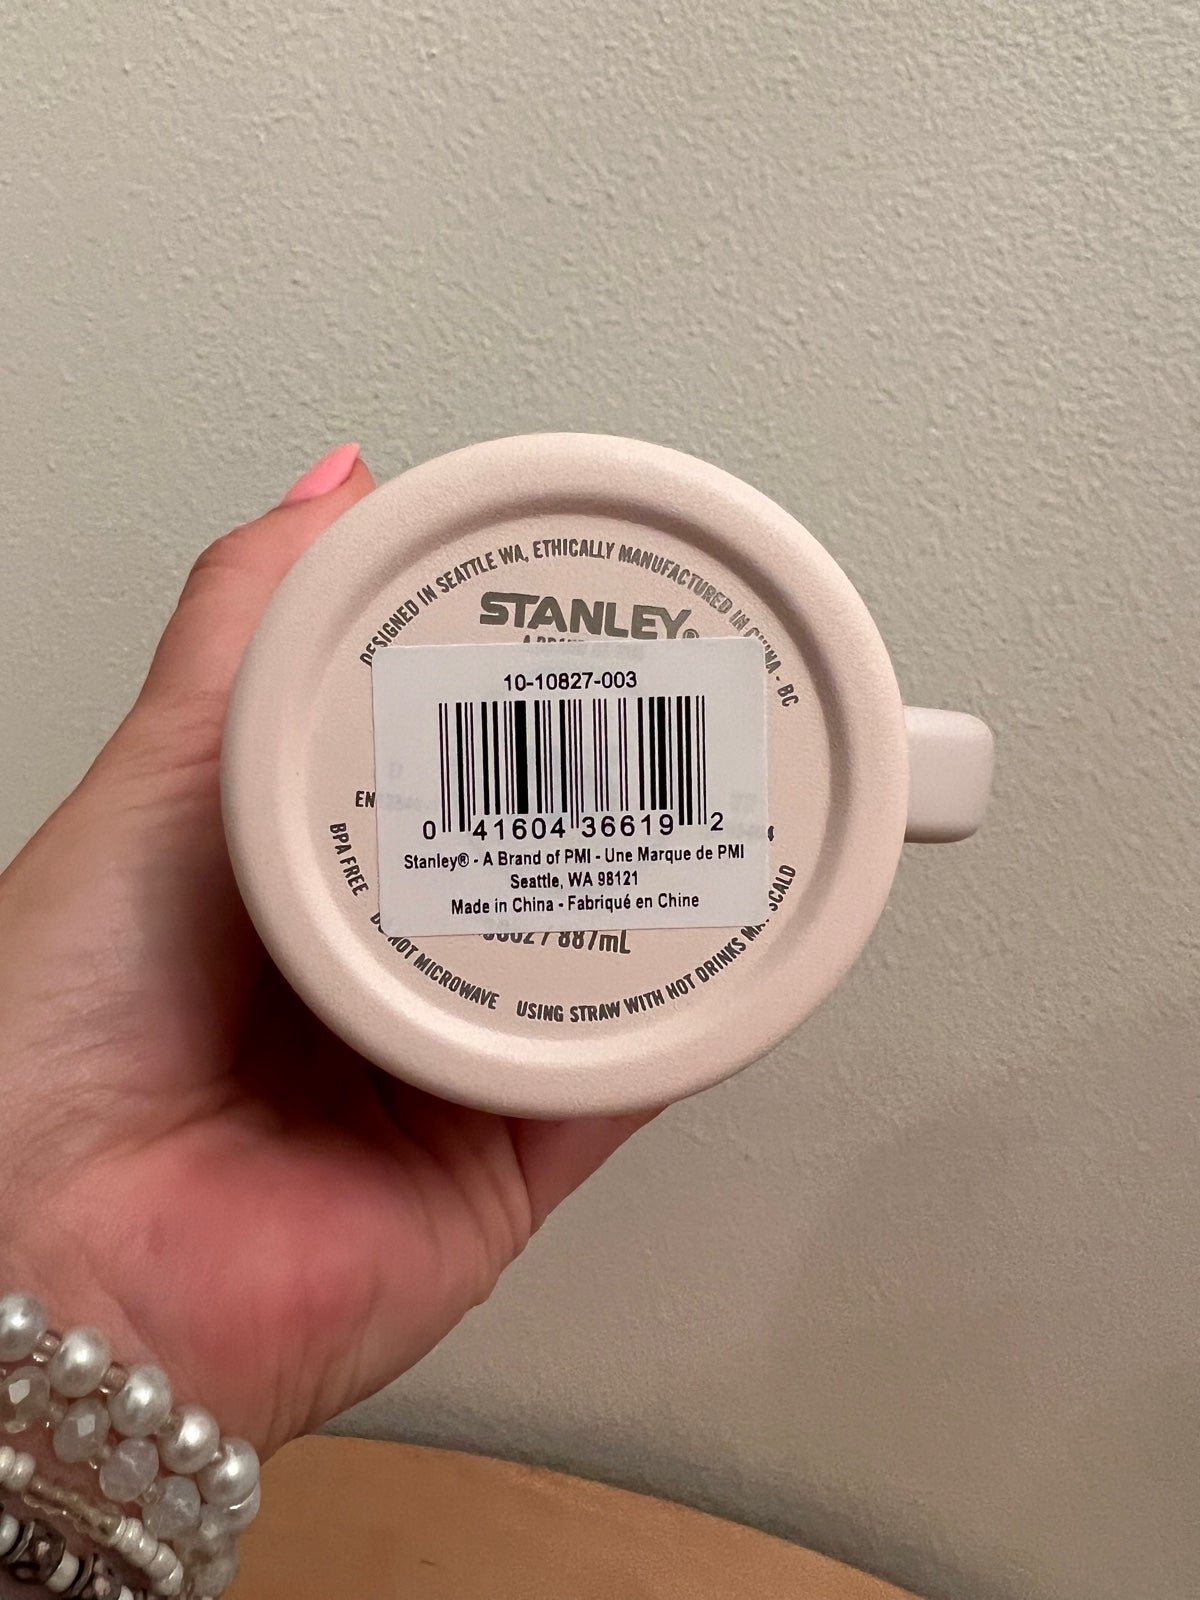 DESIGNED IN SEATTLE WA, ETHICALLY MANUFACTURED IN CHINA - BC
STANLEY®
10-10827-003
0 41604 36619 2
Stanley® - A Brand of PMI - Une Marque de PMI
Seattle, WA 98121
Made in China - Fabriqué en Chine
EN
887mL
BPA FREE
DO NOT MICROWAVE
USING STRAW WITH HOT DRINKS MAY SCALD